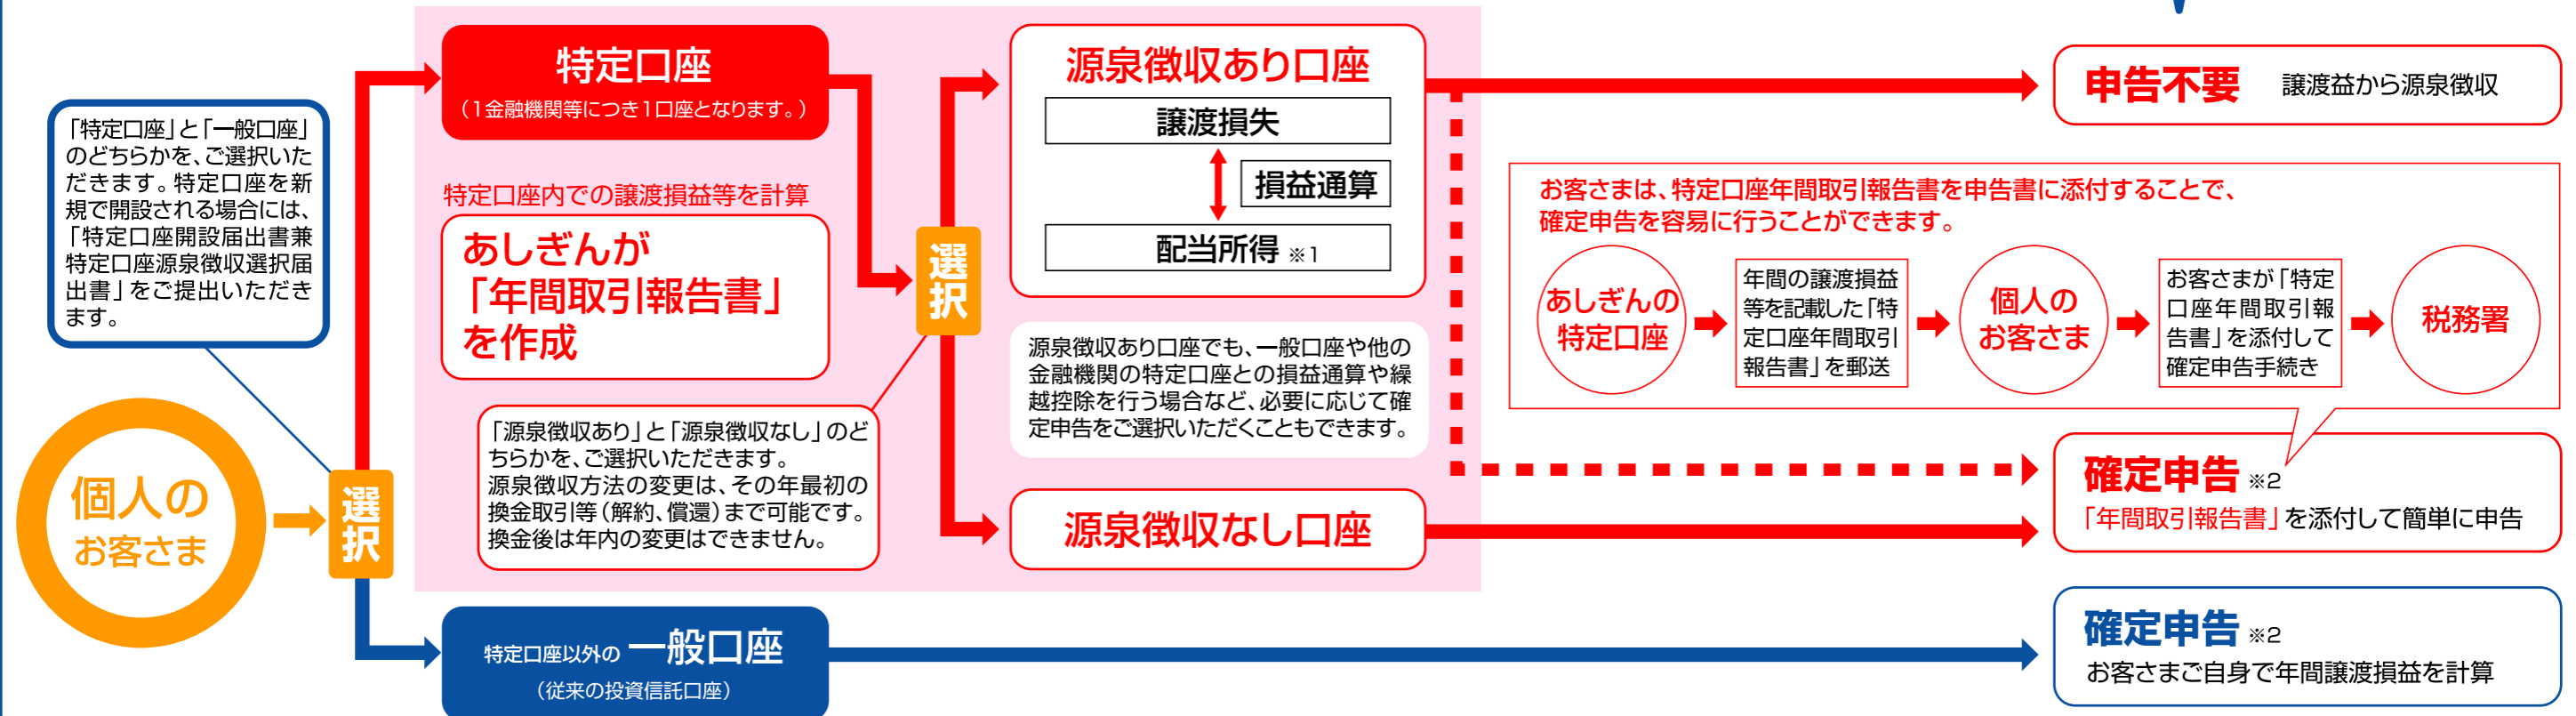 「特定口座」と「一般口座」
のどちらかを、ご選択いた
だきます。特定口座を新
規で開設される場合には、
「特定口座開設届出書兼
特定口座源泉徴収選択届
出書」をご提出いただき
ます。
個人の
お客さま
選択
特定口座
（1金融機関等につき1口座となります。）
特定口座内での譲渡損益等を計算
あしぎんが
「年間取引報告書」
を作成
「源泉徴収あり」と「源泉徴収なし」のど
ちらかを、ご選択いただきます。
源泉徴収方法の変更は、その年最初の
換金取引等（解約、償還）まで可能です。
換金後は年内の変更はできません。
選択
源泉徴収あり口座
譲渡損失
損益通算
配当所得 ※1
源泉徴収あり口座でも、一般口座や他の
金融機関の特定口座との損益通算や繰
越控除を行う場合など、必要に応じて確
定申告をご選択いただくこともできます。
源泉徴収なし口座
特定口座以外の 一般口座
（従来の投資信託口座）
申告不要 譲渡益から源泉徴収
お客さまは、特定口座年間取引報告書を申告書に添付することで、
確定申告を容易に行うことができます。
あしぎんの
特定口座
年間の譲渡損益
等を記載した「特
定口座年間取引
報告書」を郵送
個人の
お客さま
お客さまが「特定
口座年間取引報
告書」を添付して
確定申告手続き
税務署
確定申告 ※2
「年間取引報告書」を添付して簡単に申告
確定申告 ※2
お客さまご自身で年間譲渡損益を計算